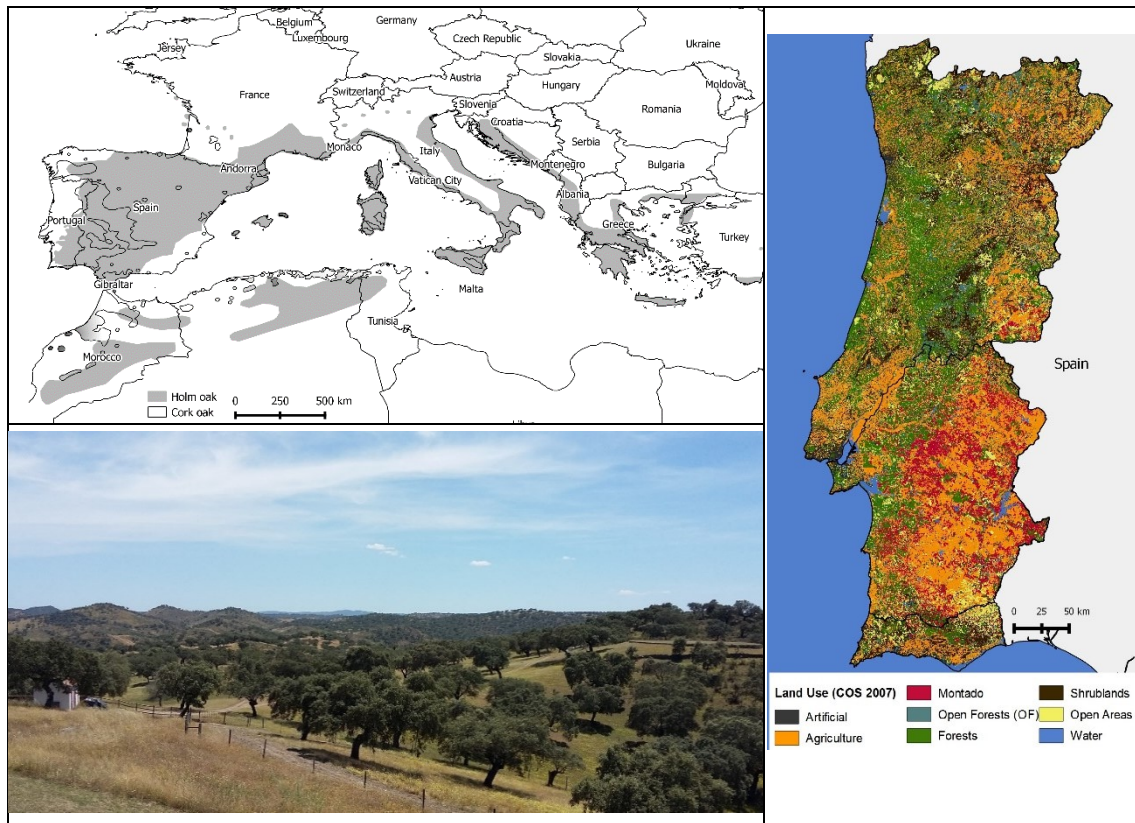 Belgium
Germany
Luxembourg
Czech Republic
Ukraine
Jersey
Slovakia
Austria
Moldova
France
Switzerland
Hungary
Slovenia
Romania
Croatia
Monaco
Italy
Serbia
Andorra
Montenegro
Bulgaria
Vatican City
Albania
Spain
Portugal
Greece
Turkey
Gibraltar
Malta
Tunisia
Morocco
Holm oak
Cork oak
0 250 500 km
Spain
0 25 50 km
Land Use (COS 2007)
Artificial
Agriculture
Montado
Open Forests (OF)
Forests
Shrublands
Open Areas
Water